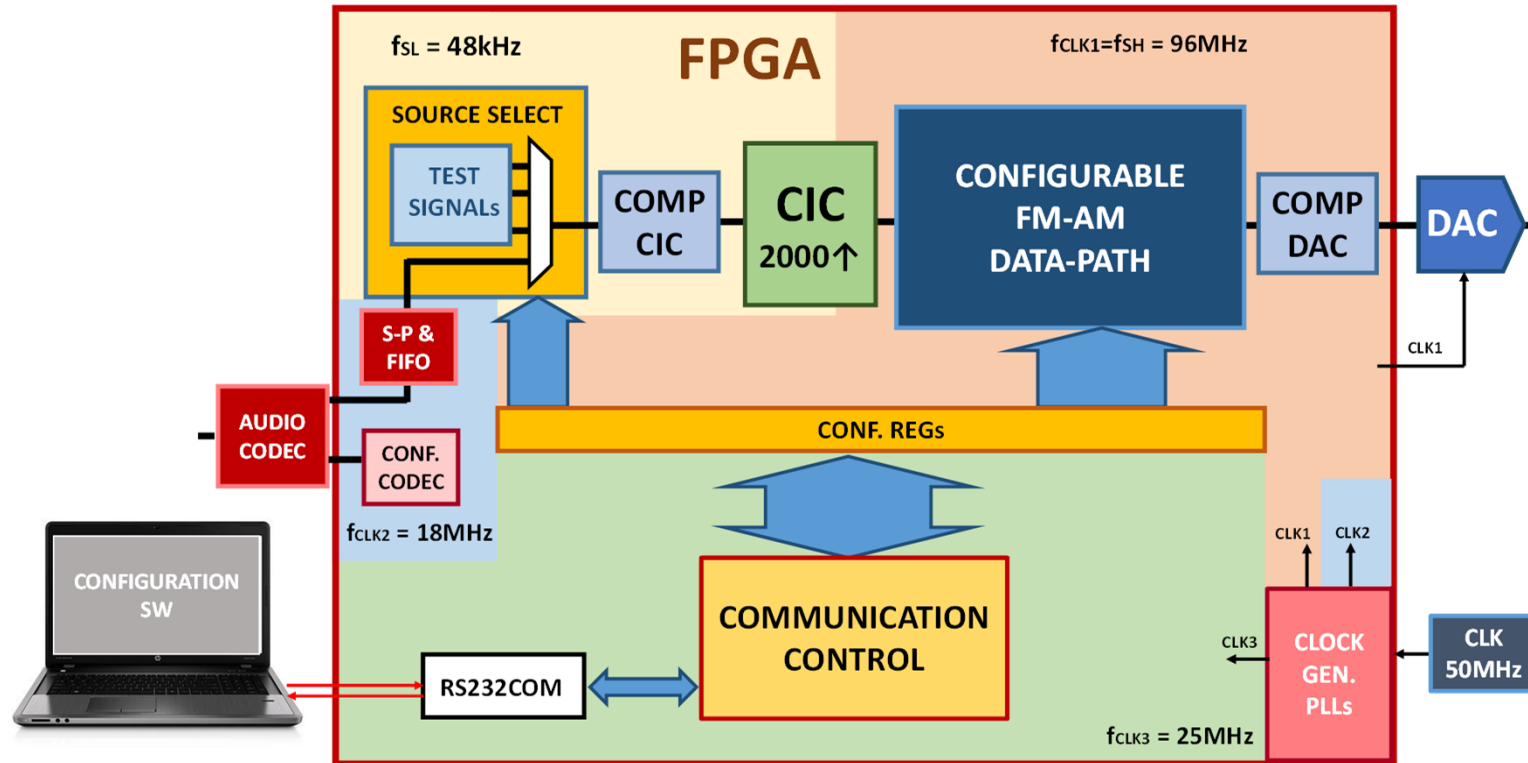 fSL = 48kHz
FPGA
fCLK1=fSH = 96MHz
SOURCE SELECT
TEST
SIGNALs
COMP
CIC
CIC
2000↑
CONFIGURABLE
FM-AM
DATA-PATH
COMP
DAC
DAC
CLK1
S-P &
FIFO
AUDIO
CODEC
CONF.
CODEC
fCLK2 = 18MHz
CONF. REGs
CONFIGURATION
SW
RS232COM
COMMUNICATION
CONTROL
CLK1
CLK2
CLK3
CLOCK
GEN.
PLLs
CLK
50MHz
fCLK3 = 25MHz